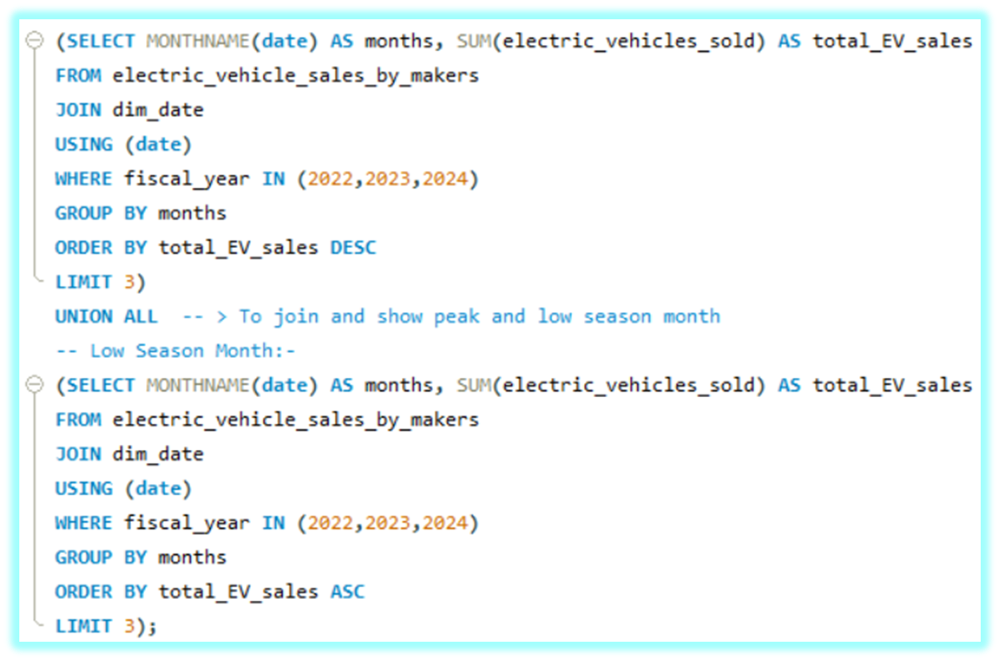 (SELECT MONTHNAME(date) AS months, SUM(electric_vehicles_sold) AS total_EV_sales
FROM electric_vehicle_sales_by_makers
JOIN dim_date
USING (date)
WHERE fiscal_year IN (2022,2023,2024)
GROUP BY months
ORDER BY total_EV_sales DESC
LIMIT 3)
UNION ALL  -- > To join and show peak and low season month
-- Low Season Month:-
(SELECT MONTHNAME(date) AS months, SUM(electric_vehicles_sold) AS total_EV_sales
FROM electric_vehicle_sales_by_makers
JOIN dim_date
USING (date)
WHERE fiscal_year IN (2022,2023,2024)
GROUP BY months
ORDER BY total_EV_sales ASC
LIMIT 3);